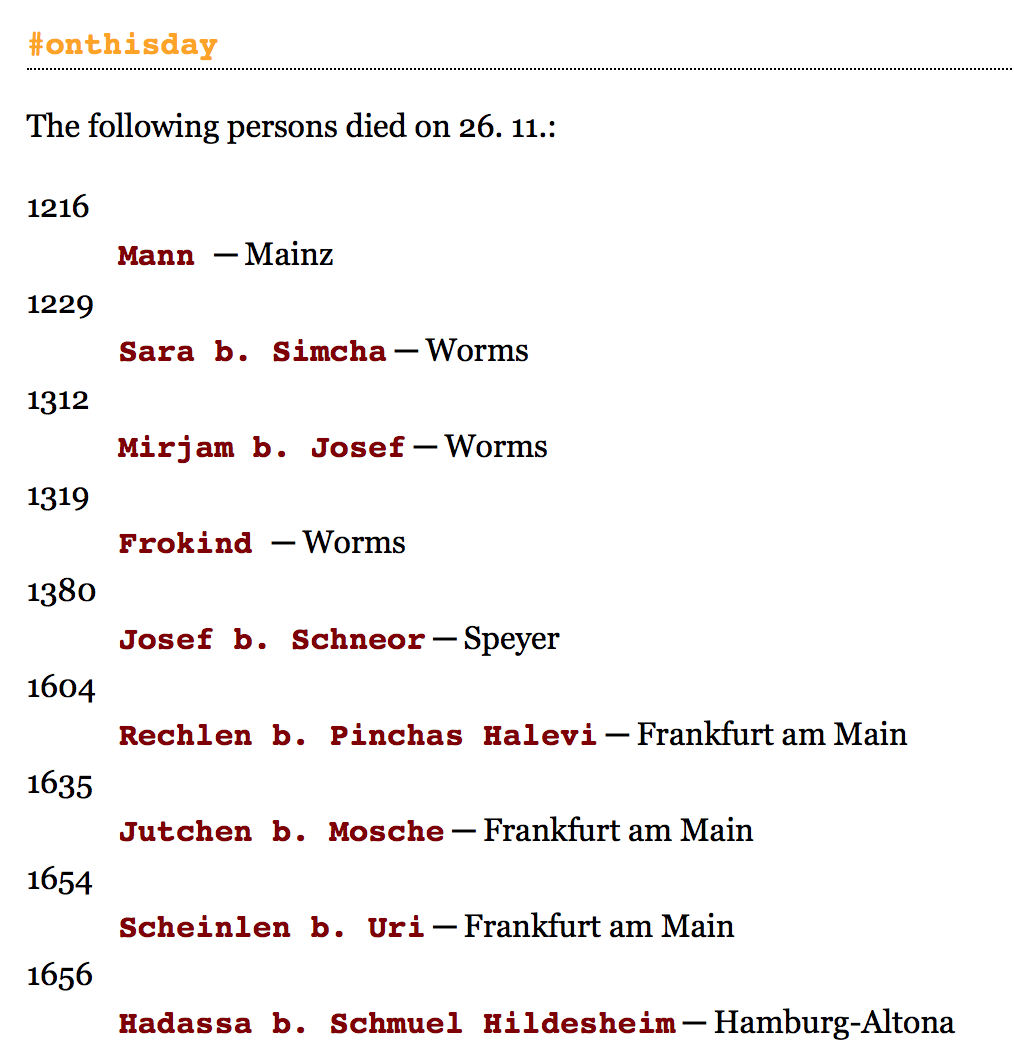 #onthisday
The following persons died on 26. 11.:
1216
Mann — Mainz
1229
Sara b. Simcha — Worms
1312
Mirjam b. Josef — Worms
1319
Frokind — Worms
1380
Josef b. Schneor — Speyer
1604
Rechlen b. Pinchas Halevi — Frankfurt am Main
1635
Jutchen b. Mosche — Frankfurt am Main
1654
Scheinlen b. Uri — Frankfurt am Main
1656
Hadassa b. Schmuel Hildesheim — Hamburg-Altona